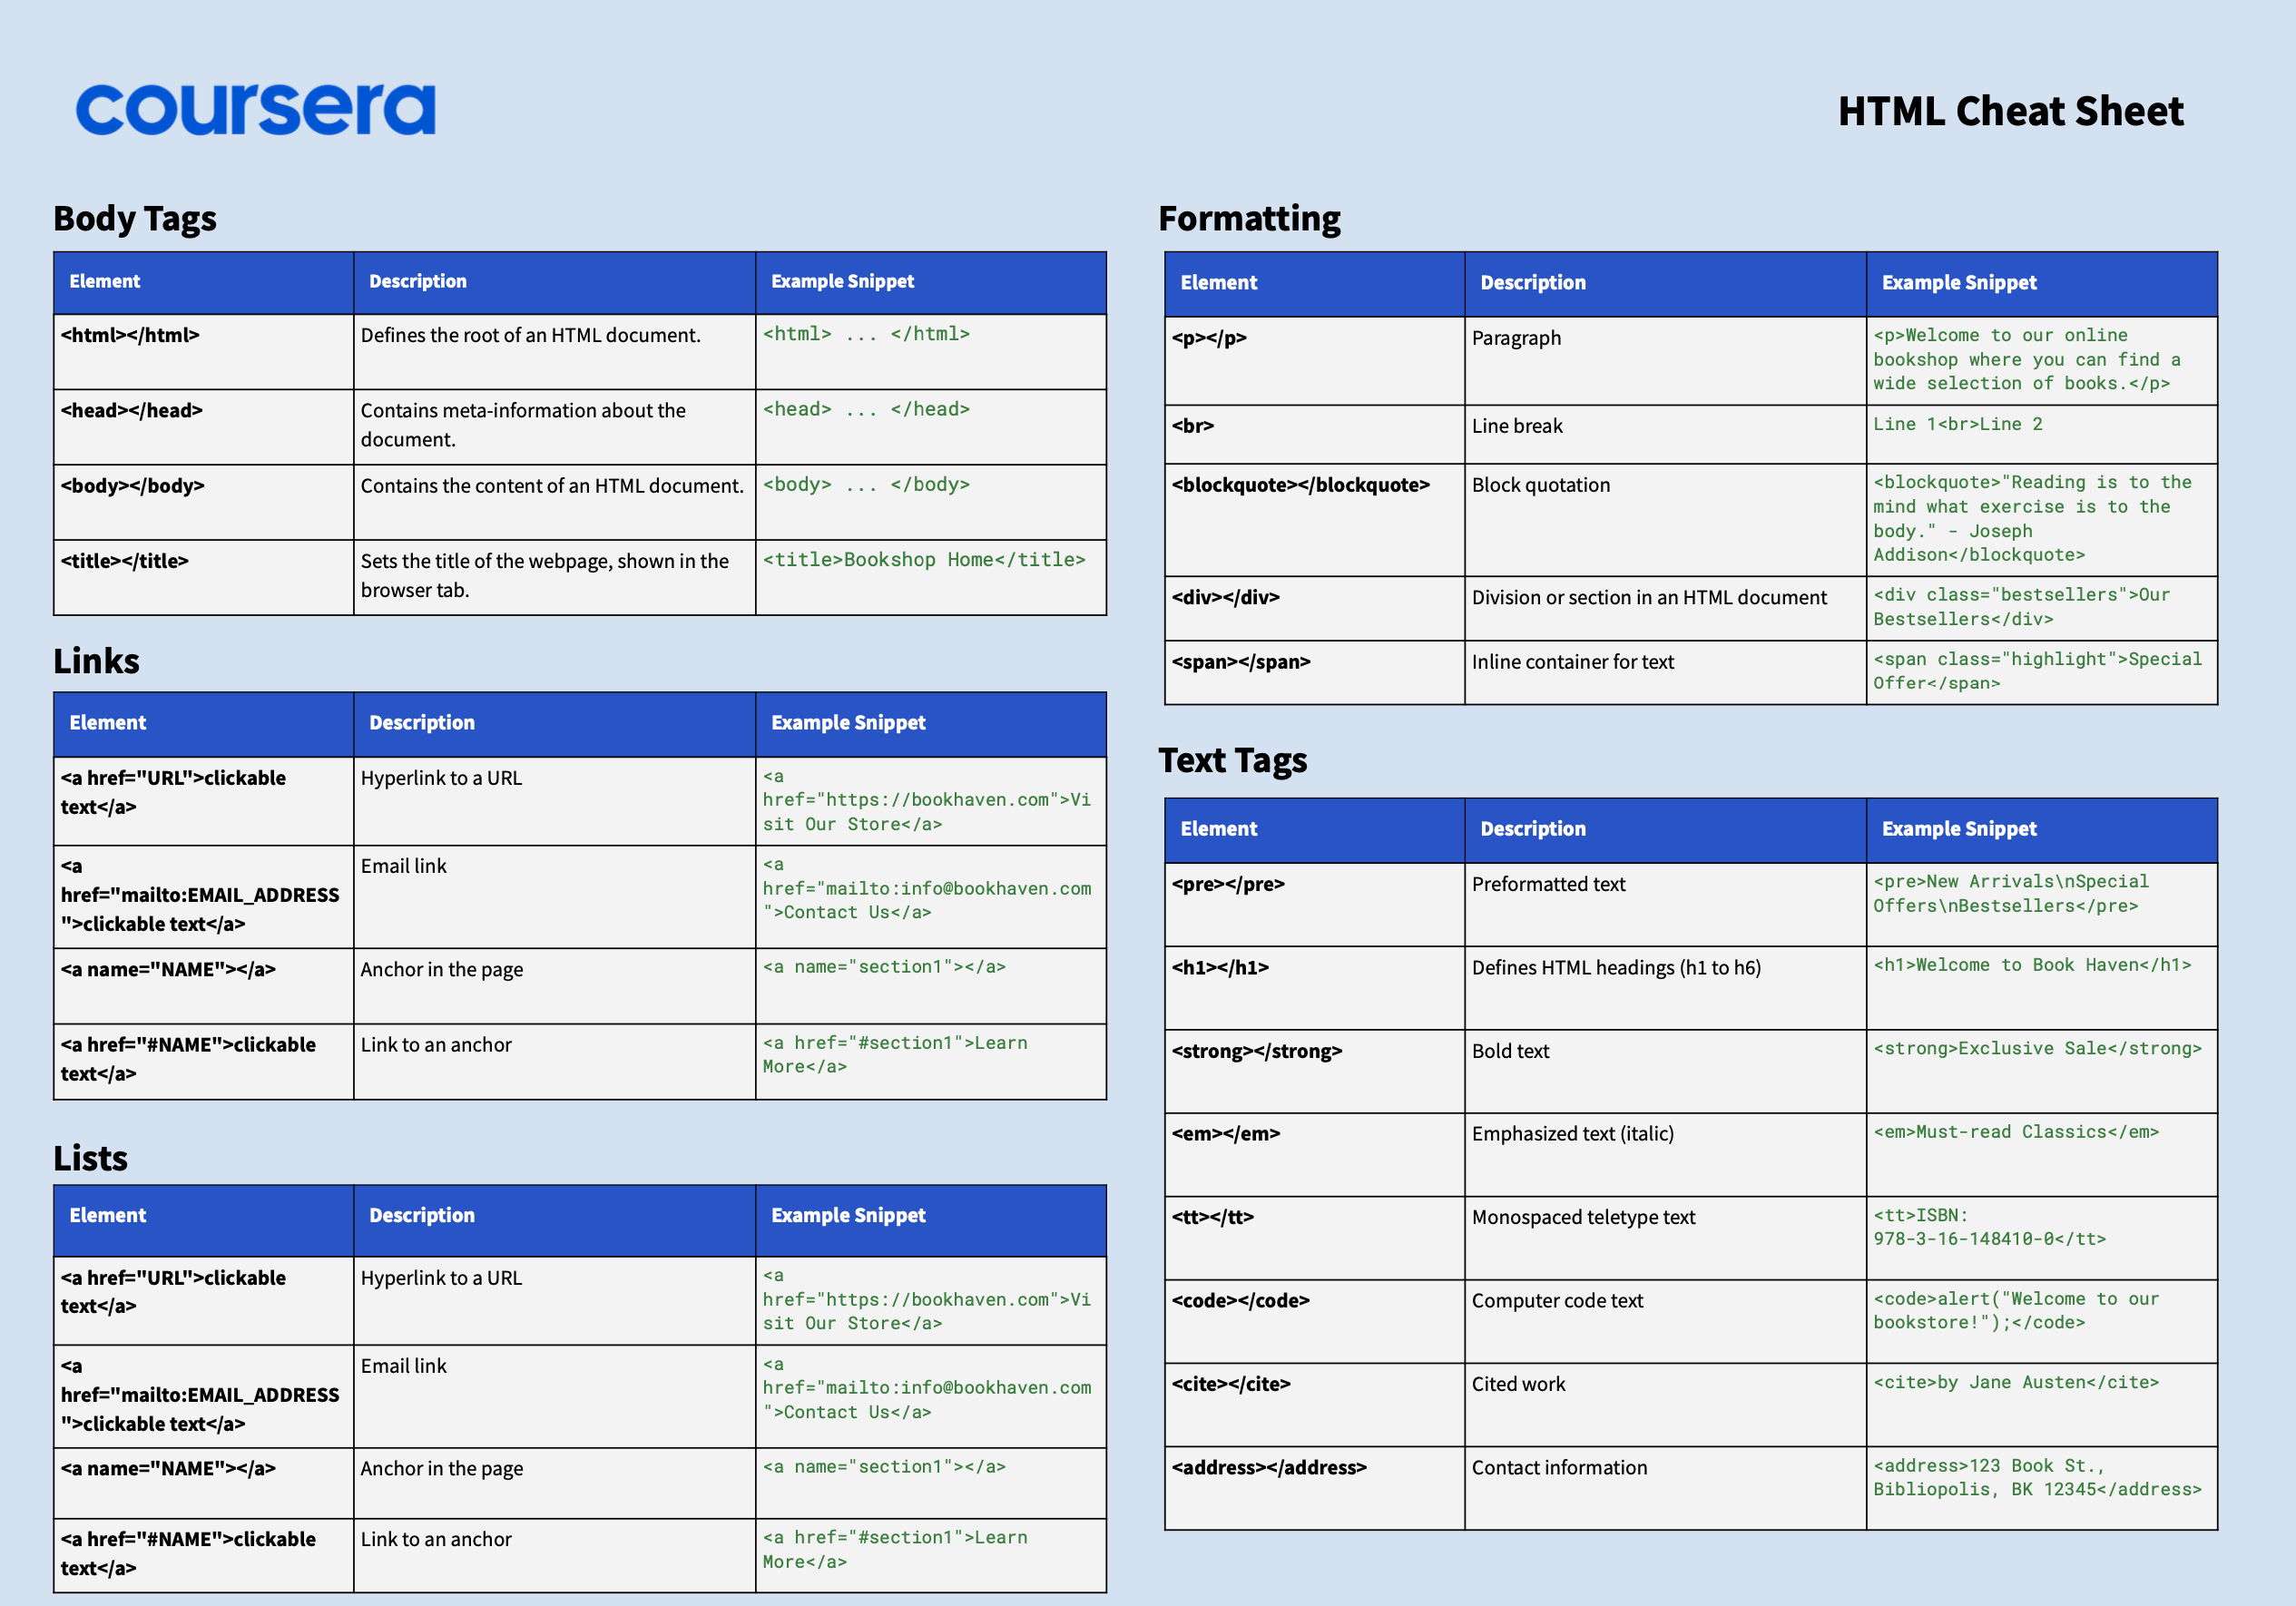 coursera
HTML Cheat Sheet
Body Tags
Element Description Example Snippet
<html></html> Defines the root of an HTML document. <html> ... </html>
<head></head> Contains meta-information about the <head> ... </head>
document.
<body></body> Contains the content of an HTML document. <body> ... </body>
<title></title> Sets the title of the webpage, shown in the <title>Bookshop Home</title>
browser tab.
Links
Element Description Example Snippet
<a href="URL">clickable Hyperlink to a URL <a
text</a> href="https://bookhaven.com">Vi
sit Our Store</a>
<a Email link <a
href="mailto:EMAIL_ADDRESS href="mailto:info@bookhaven.com
">clickable text</a> ">Contact Us</a>
<a name="NAME"></a> Anchor in the page <a name="section1"></a>
<a href="#NAME">clickable Link to an anchor <a href="#section1">Learn
text</a> More</a>
Lists
Element Description Example Snippet
<a href="URL">clickable Hyperlink to a URL <a
text</a> href="https://bookhaven.com">Vi
sit Our Store</a>
<a Email link <a
href="mailto:EMAIL_ADDRESS href="mailto:info@bookhaven.com
">clickable text</a> ">Contact Us</a>
<a name="NAME"></a> Anchor in the page <a name="section1"></a>
<a href="#NAME">clickable Link to an anchor <a href="#section1">Learn
text</a> More</a>
Formatting
Element Description Example Snippet
<p></p> Paragraph <p>Welcome to our online
bookshop where you can find a
wide selection of books.</p>
<br> Line break Line 1<br>Line 2
<blockquote></blockquote> Block quotation <blockquote>"Reading is to the
mind what exercise is to the
body." - Joseph
Addison</blockquote>
<div></div> Division or section in an HTML document <div class="bestsellers">Our
Bestsellers</div>
<span></span> Inline container for text <span class="highlight">Special
Offer</span>
Text Tags
Element Description Example Snippet
<pre></pre> Preformatted text <pre>New Arrivals\nSpecial
Offers\nBestsellers</pre>
<h1></h1> Defines HTML headings (h1 to h6) <h1>Welcome to Book Haven</h1>
<strong></strong> Bold text <strong>Exclusive Sale</strong>
<em></em> Emphasized text (italic) <em>Must-read Classics</em>
<tt></tt> Monospaced teletype text <tt>ISBN:
978-3-16-148410-0</tt>
<code></code> Computer code text <code>alert("Welcome to our
bookstore!");</code>
<cite></cite> Cited work <cite>by Jane Austen</cite>
<address></address> Contact information <address>123 Book St.,
Bibliopolis, BK 12345</address>